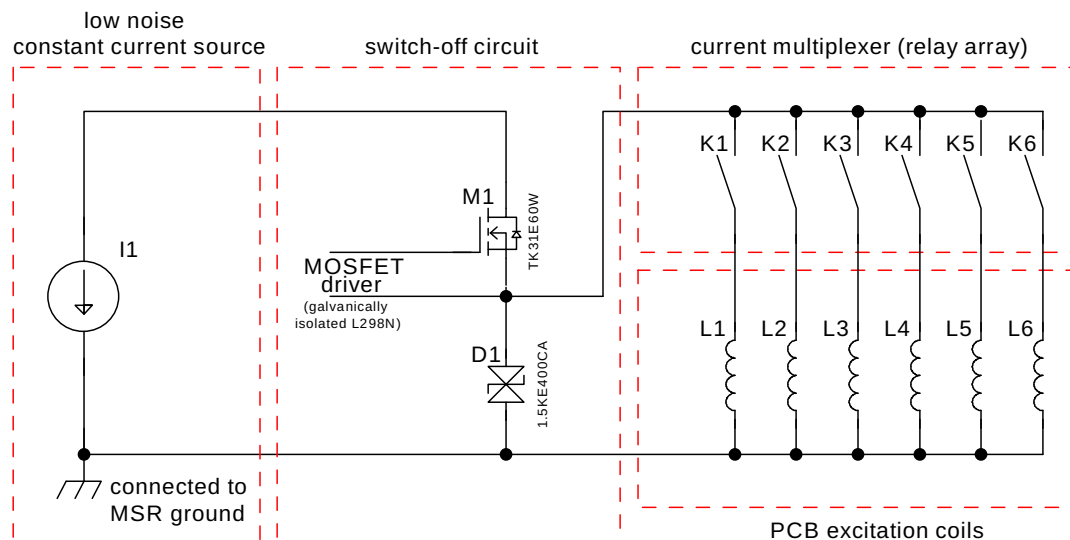 low noise
constant current source
switch-off circuit
current multiplexer (relay array)
K1
K2
K3
K4
K5
K6
M1
TK31E60W
I1
MOSFET
driver
(galvanically
isolated L298N)
L1
L2
L3
L4
L5
L6
D1
1.5KE400CA
connected to
MSR ground
PCB excitation coils